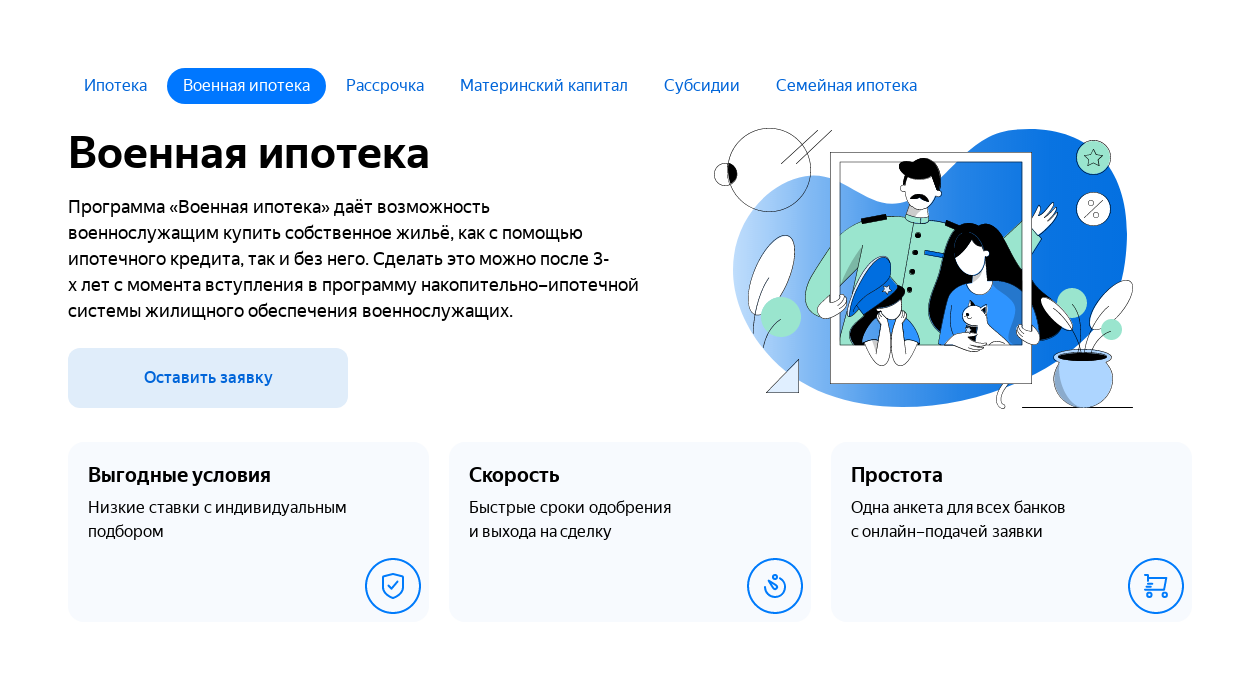 Ипотека
Военная ипотека
Рассрочка
Материнский капитал
Субсидии
Семейная ипотека
Военная ипотека
Программа «Военная ипотека» даёт возможность
военнослужащим купить собственное жильё, как с помощью
ипотечного кредита, так и без него. Сделать это можно после 3-
х лет с момента вступления в программу накопительно–ипотечной
системы жилищного обеспечения военнослужащих.
Оставить заявку
Выгодные условия
Низкие ставки с индивидуальным
подбором
Скорость
Быстрые сроки одобрения
и выхода на сделку
Простота
Одна анкета для всех банков
с онлайн–подачей заявки